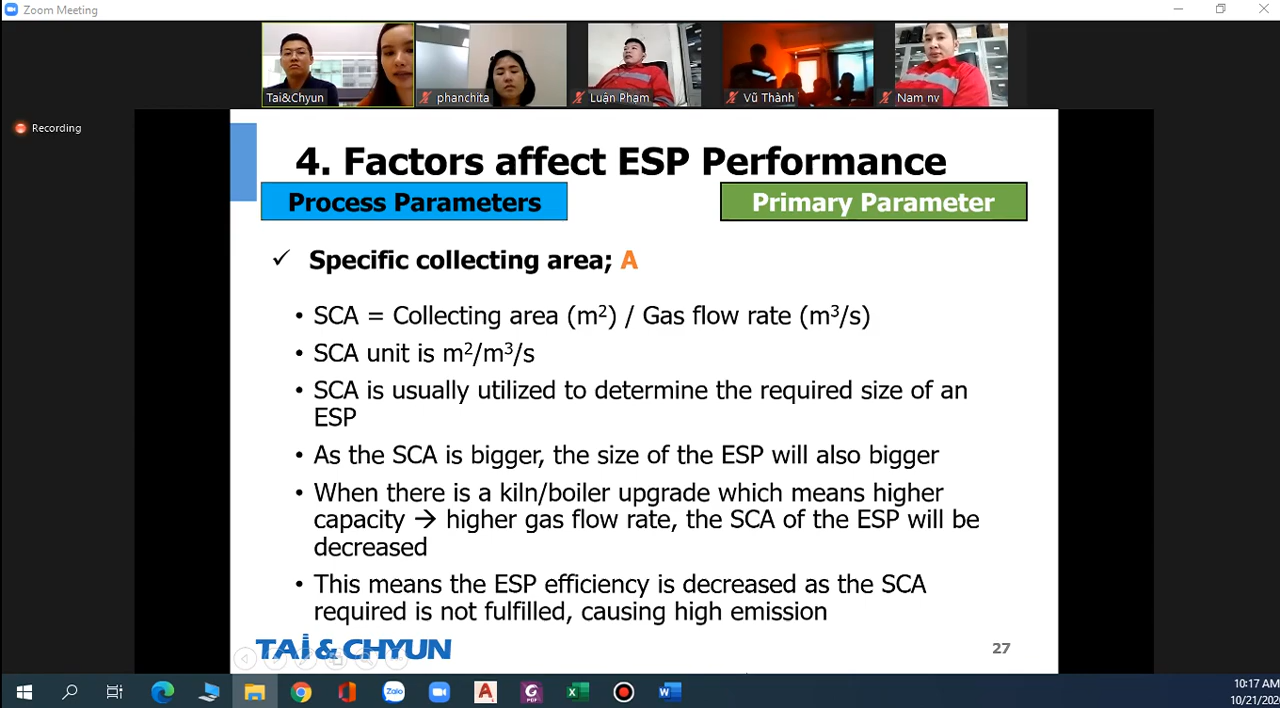 Zoom Meeting
Tai&Chyun
phanchita
Luận Phạm
Vũ Thành
Nam nv
Recording
4. Factors affect ESP Performance
Process Parameters
Primary Parameter
✓ Specific collecting area; A
• SCA = Collecting area (m²) / Gas flow rate (m³/s)
• SCA unit is m²/m³/s
• SCA is usually utilized to determine the required size of an
ESP
• As the SCA is bigger, the size of the ESP will also bigger
• When there is a kiln/boiler upgrade which means higher
capacity → higher gas flow rate, the SCA of the ESP will be
decreased
• This means the ESP efficiency is decreased as the SCA
required is not fulfilled, causing high emission
TAi & CHYUN
27
Zalo
10:17 AM